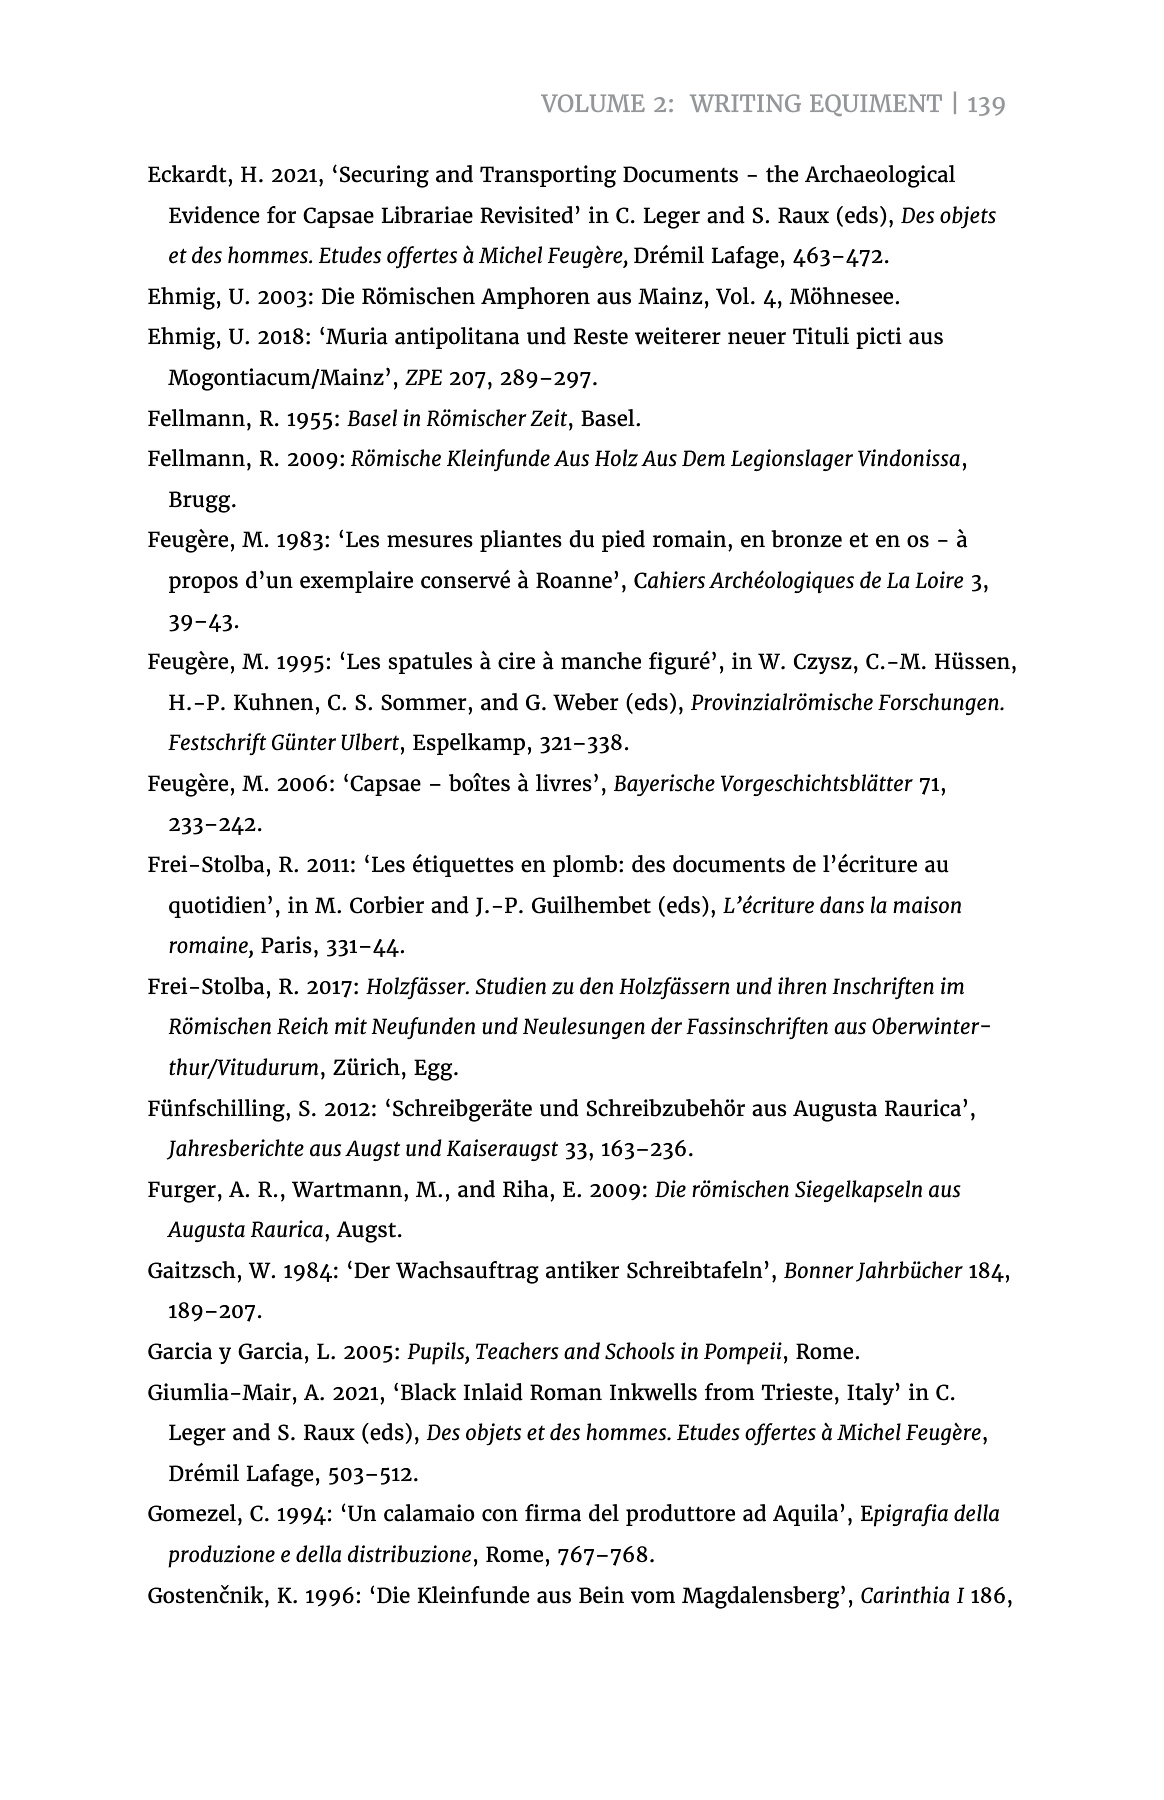 VOLUME 2: WRITING EQUIMENT | 139
Eckardt, H. 2021, ‘Securing and Transporting Documents – the Archaeological
Evidence for Capsae Librariae Revisited’ in C. Leger and S. Raux (eds), Des objets
et des hommes. Etudes offertes à Michel Feugère, Drémil Lafage, 463–472.
Ehmig, U. 2003: Die Römischen Amphoren aus Mainz, Vol. 4, Möhnesee.
Ehmig, U. 2018: ‘Muria antipolitana und Reste weiterer neuer Tituli picti aus
Mogontiacum/Mainz’, ZPE 207, 289–297.
Fellmann, R. 1955: Basel in Römischer Zeit, Basel.
Fellmann, R. 2009: Römische Kleinfunde Aus Holz Aus Dem Legionslager Vindonissa,
Brugg.
Feugère, M. 1983: ‘Les mesures pliantes du pied romain, en bronze et en os - à
propos d’un exemplaire conservé à Roanne’, Cahiers Archéologiques de La Loire 3,
39–43.
Feugère, M. 1995: ‘Les spatules à cire à manche figuré’, in W. Czysz, C.-M. Hüssen,
H.-P. Kuhnen, C. S. Sommer, and G. Weber (eds), Provinzialrömische Forschungen.
Festschrift Günter Ulbert, Espelkamp, 321–338.
Feugère, M. 2006: ‘Capsae – boîtes à livres’, Bayerische Vorgeschichtsblätter 71,
233–242.
Frei-Stolba, R. 2011: ‘Les étiquettes en plomb: des documents de l’écriture au
quotidien’, in M. Corbier and J.-P. Guilhembet (eds), L’écriture dans la maison
romaine, Paris, 331–44.
Frei-Stolba, R. 2017: Holzfässer. Studien zu den Holzfässern und ihren Inschriften im
Römischen Reich mit Neufunden und Neulesungen der Fassinschriften aus Oberwinter-
thur/Vitudurum, Zürich, Egg.
Fünfschilling, S. 2012: ‘Schreibgeräte und Schreibzubehör aus Augusta Raurica’,
Jahresberichte aus Augst und Kaiseraugst 33, 163–236.
Furger, A. R., Wartmann, M., and Riha, E. 2009: Die römischen Siegelkapseln aus
Augusta Raurica, Augst.
Gaitzsch, W. 1984: ‘Der Wachsauftrag antiker Schreibtafeln’, Bonner Jahrbücher 184,
189–207.
Garcia y Garcia, L. 2005: Pupils, Teachers and Schools in Pompeii, Rome.
Giumlia-Mair, A. 2021, ‘Black Inlaid Roman Inkwells from Trieste, Italy’ in C.
Leger and S. Raux (eds), Des objets et des hommes. Etudes offertes à Michel Feugère,
Drémil Lafage, 503–512.
Gomezel, C. 1994: ‘Un calamaio con firma del produttore ad Aquila’, Epigrafia della
produzione e della distribuzione, Rome, 767–768.
Gostenčnik, K. 1996: ‘Die Kleinfunde aus Bein vom Magdalensberg’, Carinthia I 186,